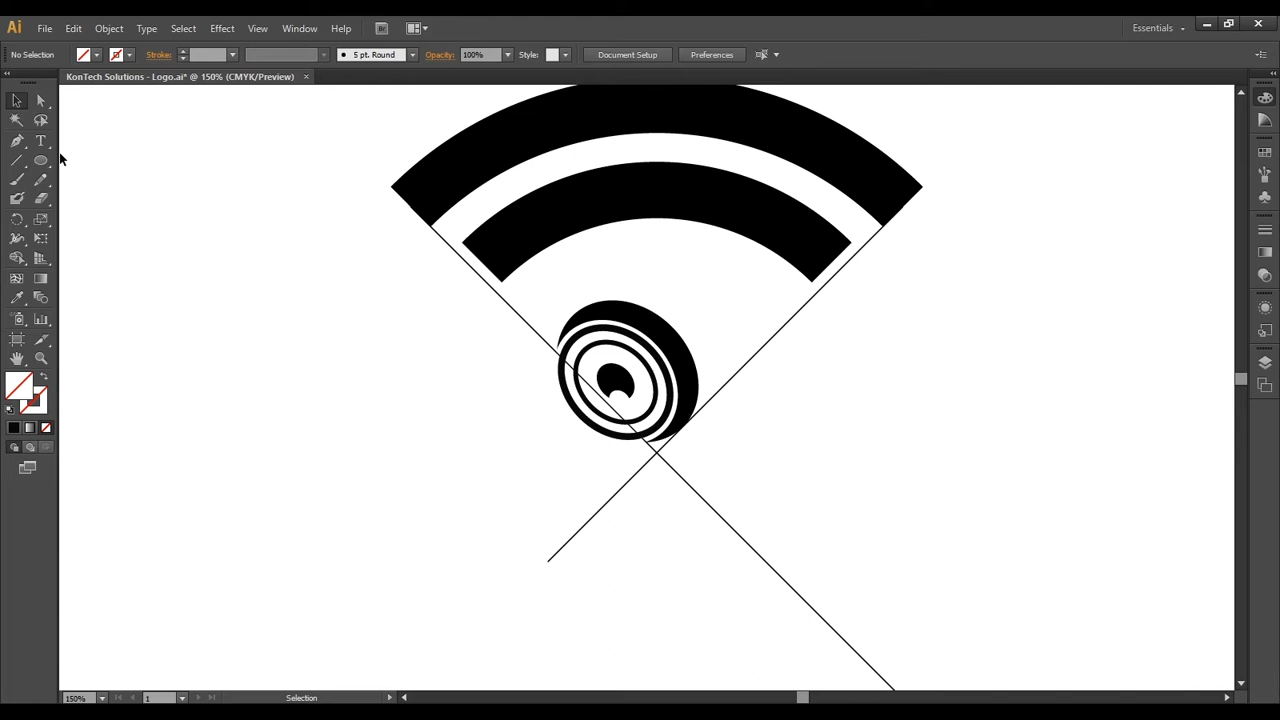 Ai File Edit Object Type Select Effect View Window Help Br Essentials
No Selection Stroke: 5 pt. Round Opacity: 100% Style: Document Setup Preferences
KonTech Solutions - Logo.ai* @ 150% (CMYK/Preview) ×
T
150% 1 Selection